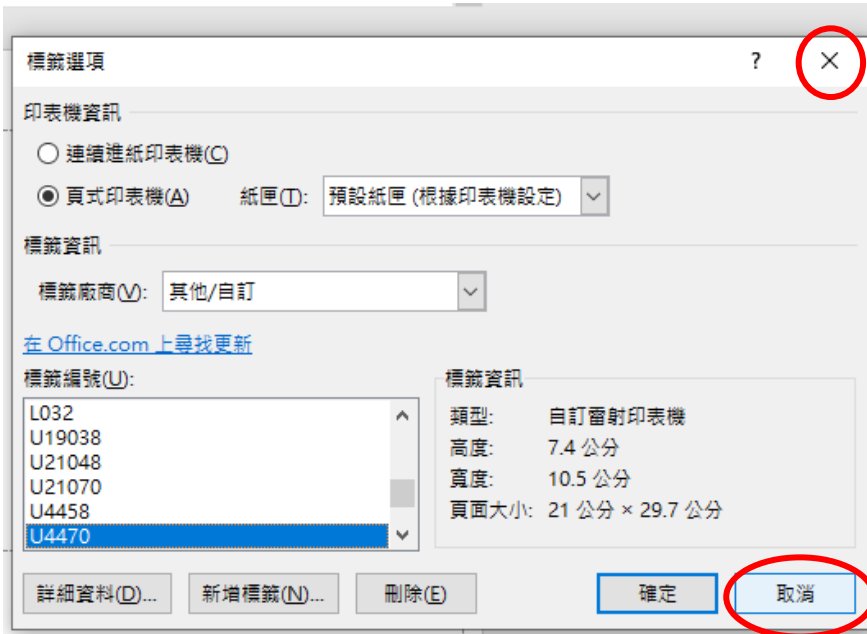 標籤選項 ?
印表機資訊
連續進紙印表機(C)
頁式印表機(A) 紙匣(T): 預設紙匣 (根據印表機設定)
標籤資訊
標籤廠商(V): 其他/自訂
在 Office.com 上尋找更新
標籤編號(U):
L032
U19038
U21048
U21070
U4458
U4470
標籤資訊
類型: 自訂雷射印表機
高度: 7.4 公分
寬度: 10.5 公分
頁面大小: 21 公分 × 29.7 公分
詳細資料(D)... 新增標籤(N)... 刪除(E) 確定 取消